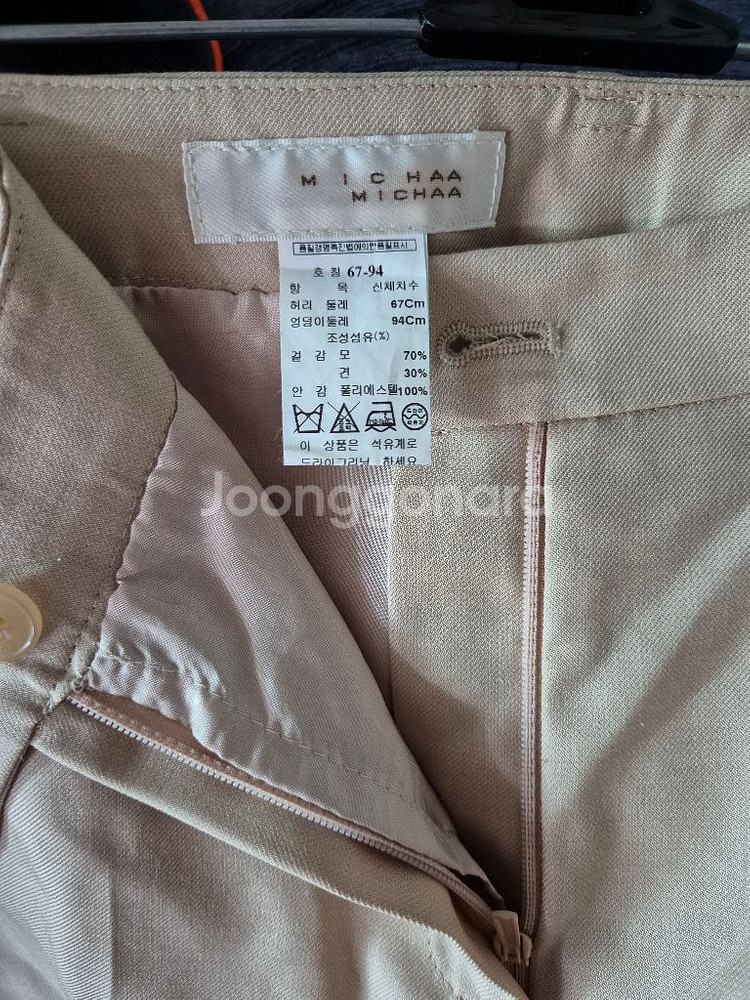 M I C HAA
MICHAA
품질경영촉진법에의한품질표시
호 칭 67-94
항 목 신체치수
허리 둘레 67Cm
엉덩이둘레 94Cm
조성섬유(%)
겉 감 모 70%
견 30%
안 감 폴리에스텔100%
이 상품은 석유계로
드라이크리닝 하세요
Joonggonara